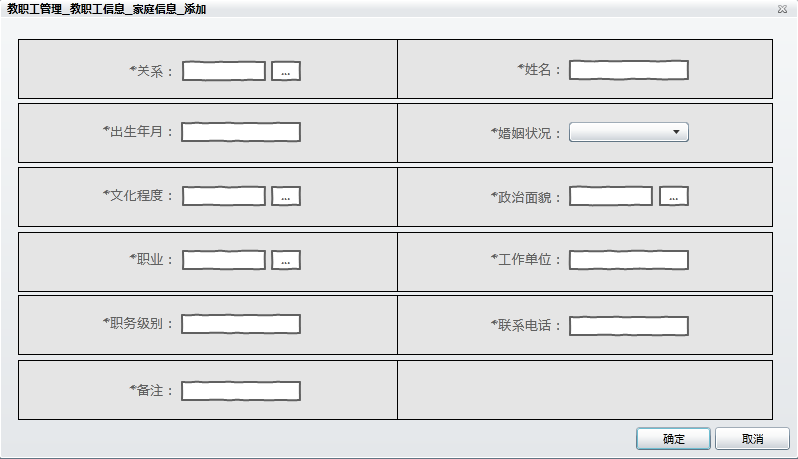 教职工管理_教职工信息_家庭信息_添加
*关系： ... *姓名：
*出生年月： *婚姻状况：
*文化程度： ... *政治面貌： ...
*职业： ... *工作单位：
*职务级别： *联系电话：
*备注：
确定 取消